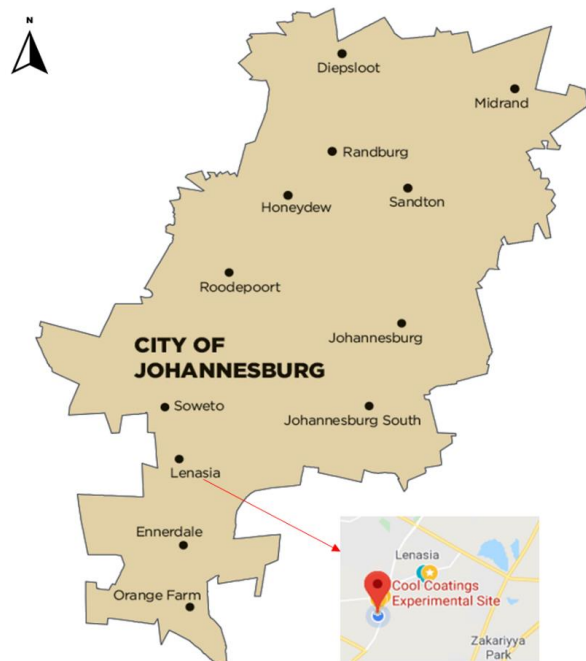 N
Diepsloot
Midrand
Randburg
Honeydew
Sandton
Roodepoort
Johannesburg
CITY OF
JOHANNESBURG
Soweto
Johannesburg South
Lenasia
Ennerdale
Orange Farm
Lenasia
Cool Coatings
Experimental Site
Zakariyya
Park